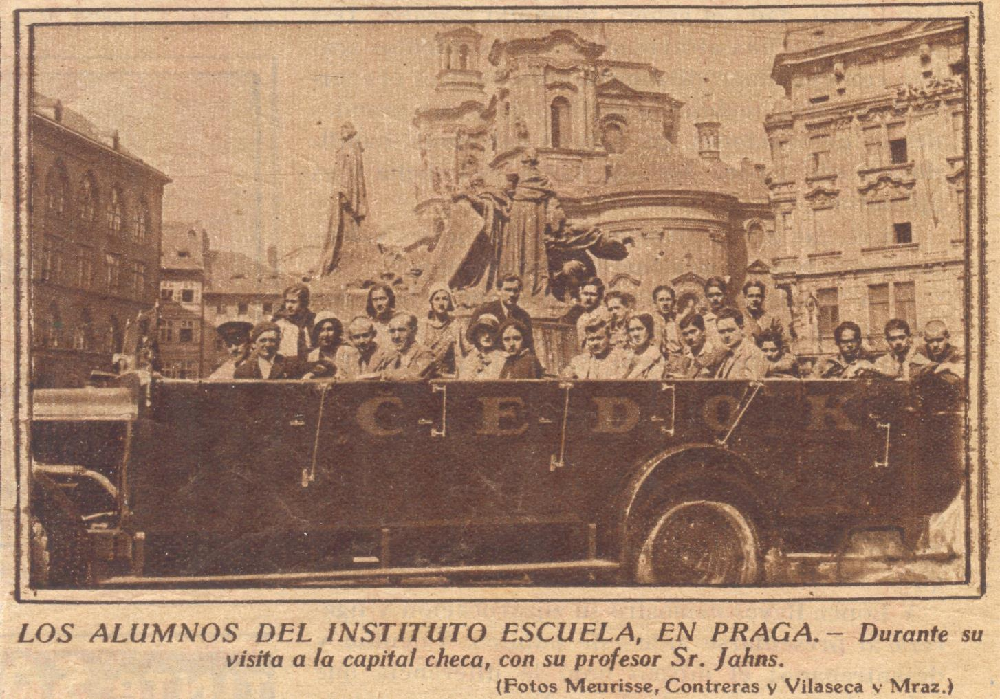 CEDOK
LOS ALUMNOS DEL INSTITUTO ESCUELA, EN PRAGA. — Durante su
visita a la capital checa, con su profesor Sr. Jahns.
(Fotos Meurisse, Contreras y Vilaseca y Mraz.)